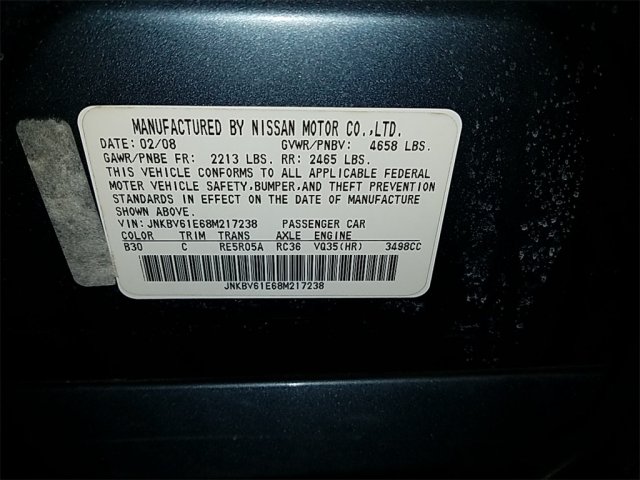 MANUFACTURED BY NISSAN MOTOR CO.,LTD.
DATE: 02/08 GVWR/PNBV: 4658 LBS.
GAWR/PNBE FR: 2213 LBS. RR: 2465 LBS.
THIS VEHICLE CONFORMS TO ALL APPLICABLE FEDERAL
MOTOR VEHICLE SAFETY,BUMPER,AND THEFT PREVENTION
STANDARDS IN EFFECT ON THE DATE OF MANUFACTURE
SHOWN ABOVE.
VIN: JNKBV61E68M217238 PASSENGER CAR
COLOR TRIM TRANS AXLE ENGINE
B30 C RE5R05A RC36 VQ35(HR) 3498CC
JNKBV61E68M217238